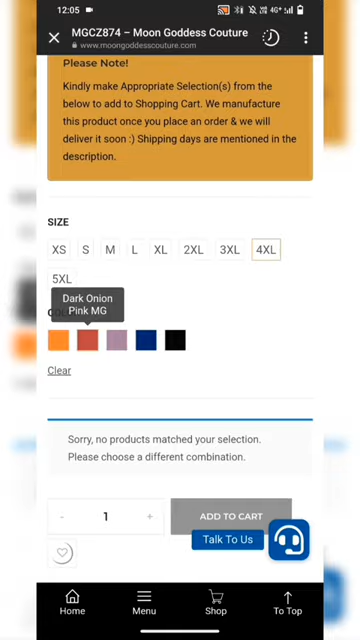 12:05
4G+
MGCZ874 – Moon Goddess Couture
www.moongoddesscouture.com
Please Note!
Kindly make Appropriate Selection(s) from the
below to add to Shopping Cart. We manufacture
this product once you place an order & we will
deliver it soon :) Shipping days are mentioned in the
description.
SIZE
XS S M L XL 2XL 3XL 4XL
5XL
Dark Onion
Pink MG
Clear
Sorry, no products matched your selection.
Please choose a different combination.
- 1 + ADD TO CART
Talk To Us
Home Menu Shop To Top